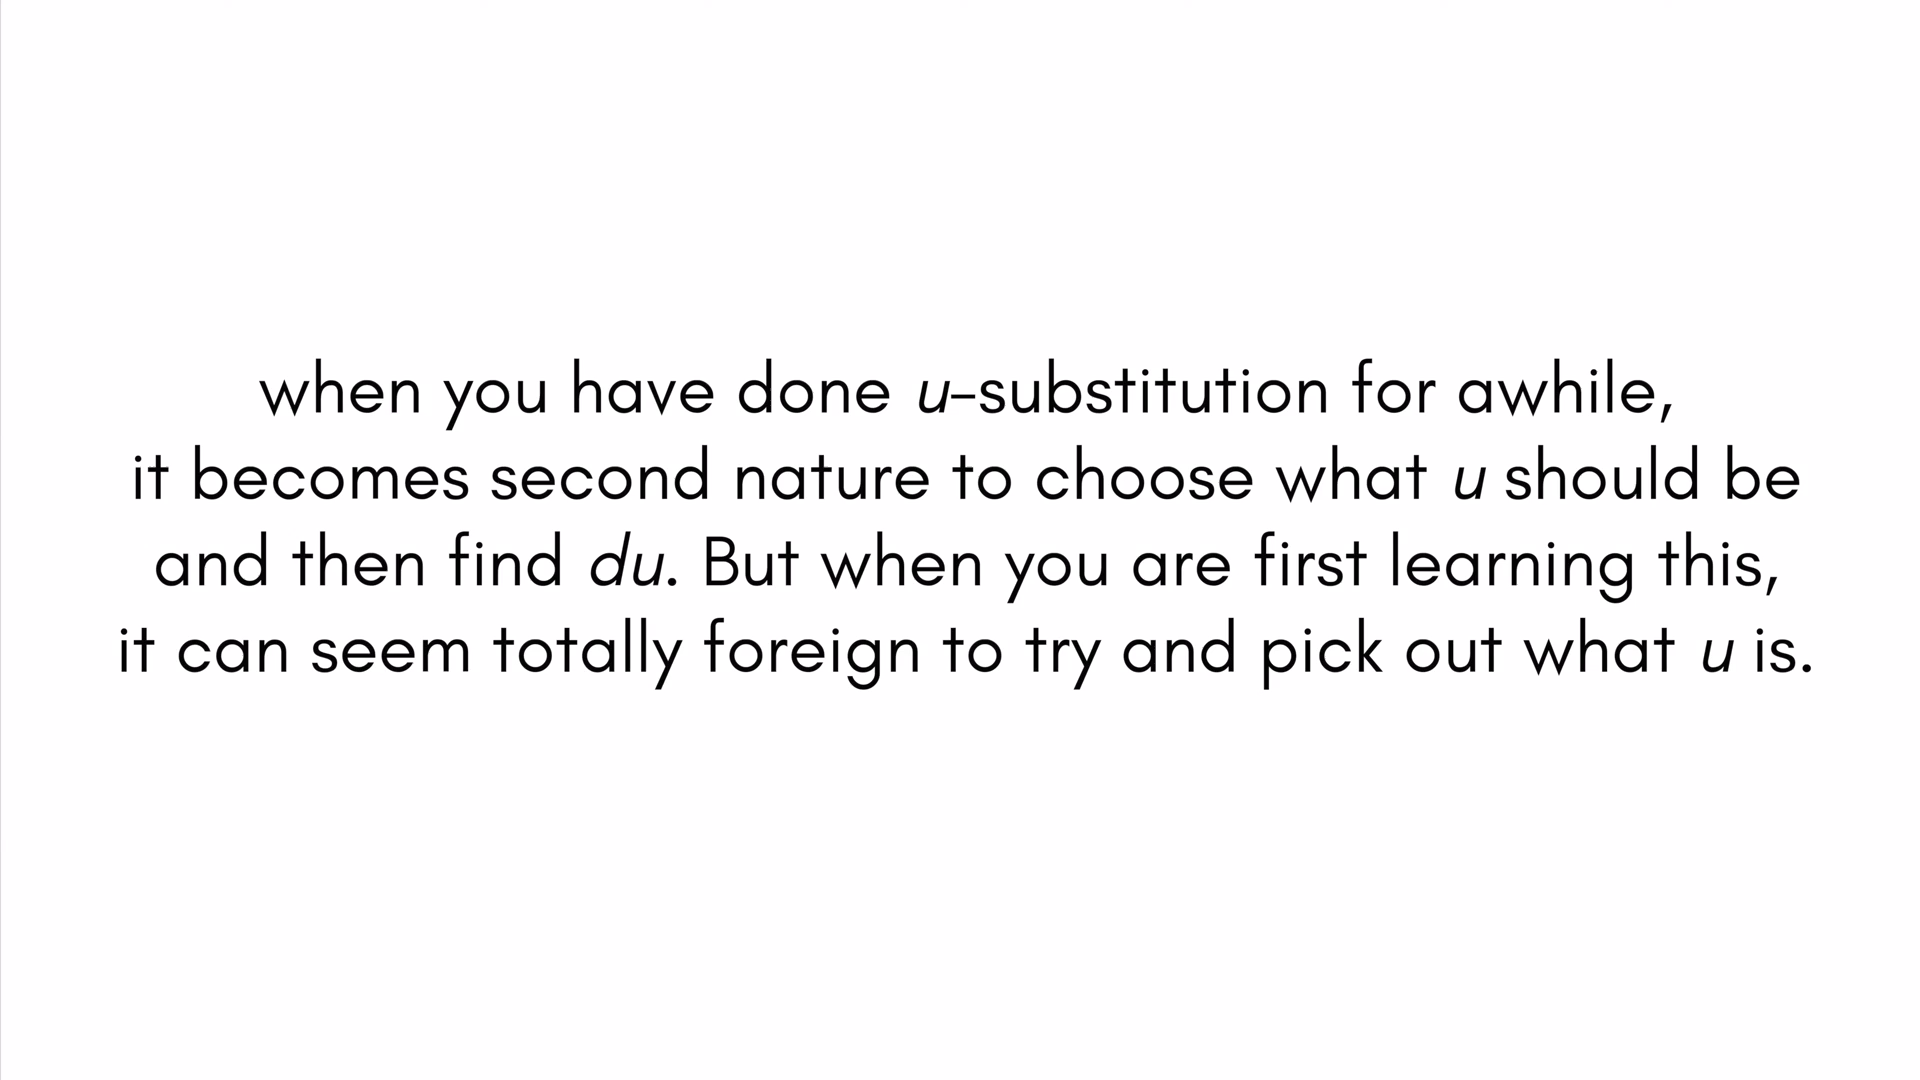 when you have done u-substitution for awhile,
it becomes second nature to choose what u should be
and then find du. But when you are first learning this,
it can seem totally foreign to try and pick out what u is.